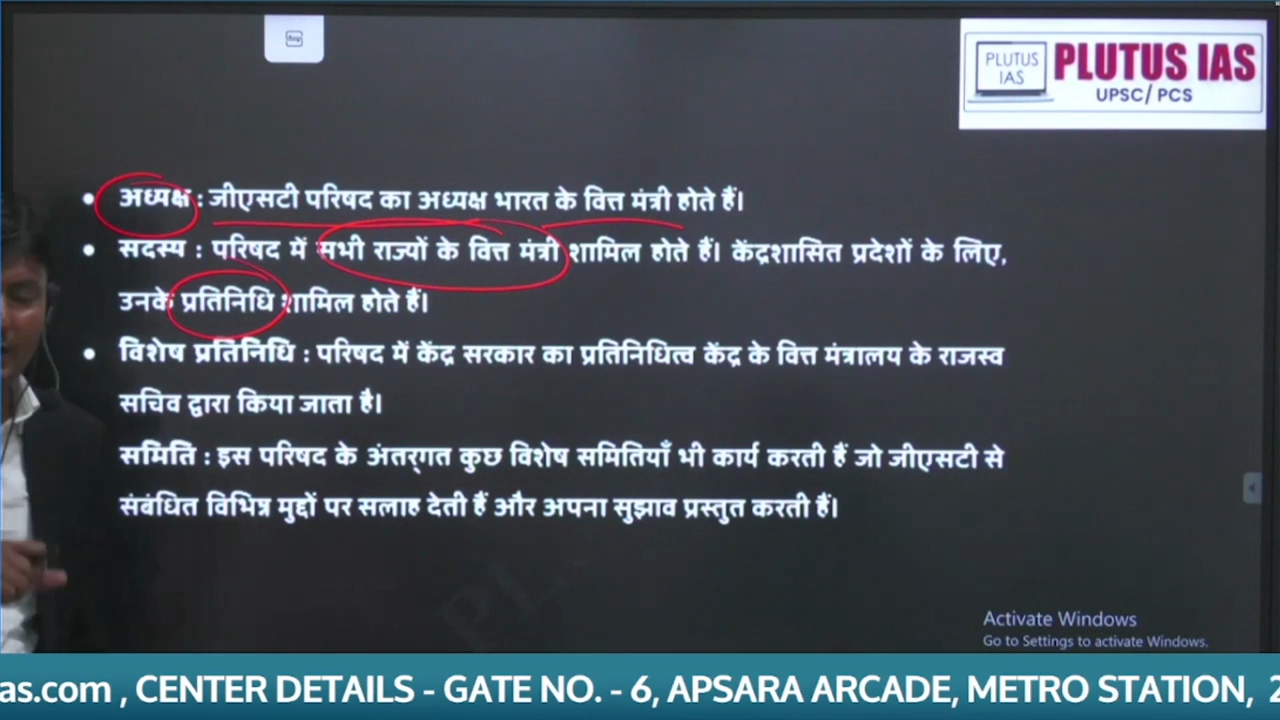 PLUTUS
IAS
PLUTUS IAS
UPSC/ PCS
• अध्यक्ष : जीएसटी परिषद का अध्यक्ष भारत के वित्त मंत्री होते हैं।
• सदस्य : परिषद में सभी राज्यों के वित्त मंत्री शामिल होते हैं। केंद्रशासित प्रदेशों के लिए,
उनके प्रतिनिधि शामिल होते हैं।
• विशेष प्रतिनिधि : परिषद में केंद्र सरकार का प्रतिनिधित्व केंद्र के वित्त मंत्रालय के राजस्व
सचिव द्वारा किया जाता है।
समिति : इस परिषद के अंतर्गत कुछ विशेष समितियाँ भी कार्य करती हैं जो जीएसटी से
संबंधित विभिन्न मुद्दों पर सलाह देती हैं और अपना सुझाव प्रस्तुत करती हैं।
Activate Windows
Go to Settings to activate Windows.
as.com , CENTER DETAILS - GATE NO. - 6, APSARA ARCADE, METRO STATION, 2